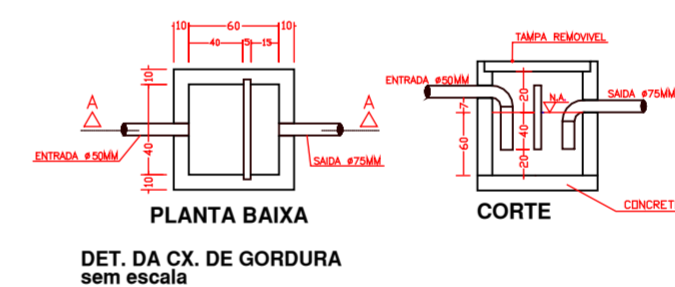 10 60 10
40 5 15
10
A A
40
ENTRADA ø50MM
SAIDA ø75MM
10
PLANTA BAIXA
TAMPA REMOVIVEL
ENTRADA ø50MM
SAIDA ø75MM
20
7
N.A.
40
60
20
CONCRET
CORTE
DET. DA CX. DE GORDURA
sem escala